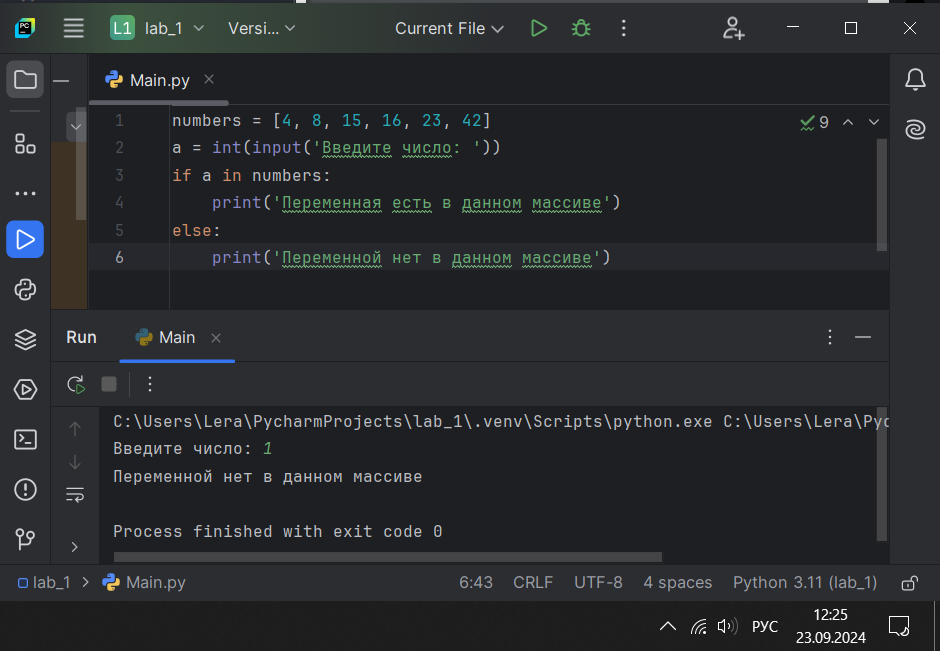 PC L1 lab_1 Versi... Current File
Main.py
1 numbers = [4, 8, 15, 16, 23, 42]
9
2 a = int(input('Введите число: '))
3 if a in numbers:
4 print('Переменная есть в данном массиве')
5 else:
6 print('Переменной нет в данном массиве')
Run Main
C:\Users\Lera\PycharmProjects\lab_1\.venv\Scripts\python.exe C:\Users\Lera\Pyc
Введите число: 1
Переменной нет в данном массиве
Process finished with exit code 0
lab_1 > Main.py 6:43 CRLF UTF-8 4 spaces Python 3.11 (lab_1)
РУС
12:25
23.09.2024